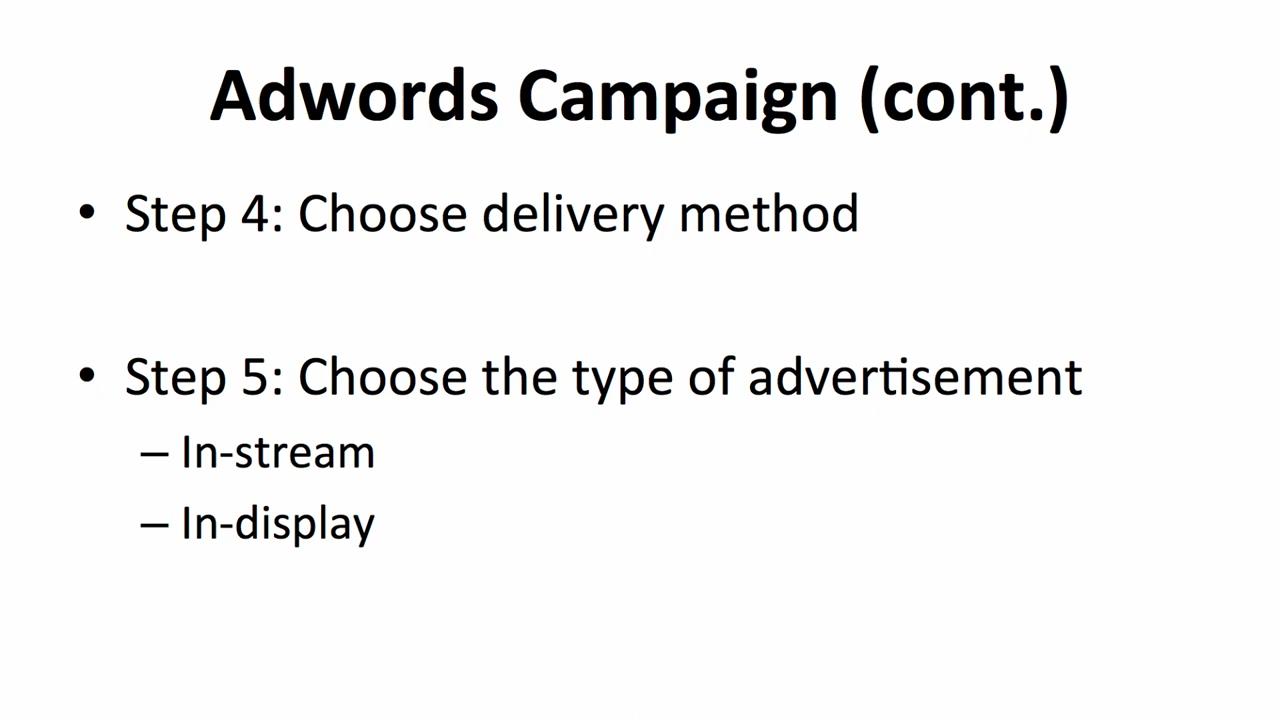 Adwords Campaign (cont.)
• Step 4: Choose delivery method
• Step 5: Choose the type of advertisement
– In-stream
– In-display